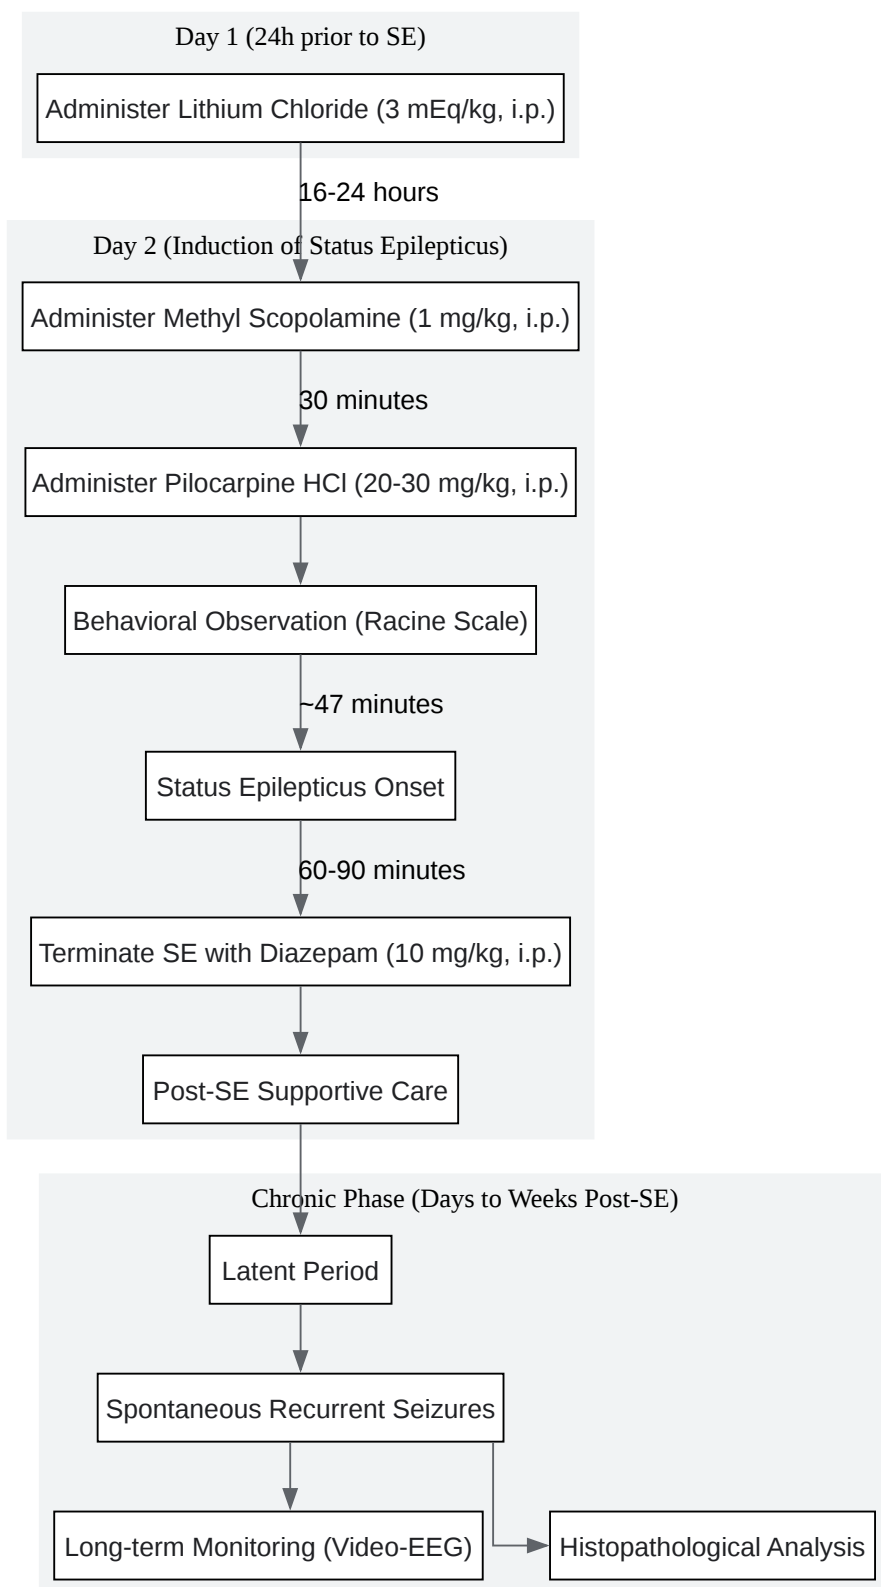 Day 1 (24h prior to SE)
Administer Lithium Chloride (3 mEq/kg, i.p.)
16-24 hours
Day 2 (Induction of Status Epilepticus)
Administer Methyl Scopolamine (1 mg/kg, i.p.)
30 minutes
Administer Pilocarpine HCl (20-30 mg/kg, i.p.)
Behavioral Observation (Racine Scale)
~47 minutes
Status Epilepticus Onset
60-90 minutes
Terminate SE with Diazepam (10 mg/kg, i.p.)
Post-SE Supportive Care
Chronic Phase (Days to Weeks Post-SE)
Latent Period
Spontaneous Recurrent Seizures
Long-term Monitoring (Video-EEG)
Histopathological Analysis